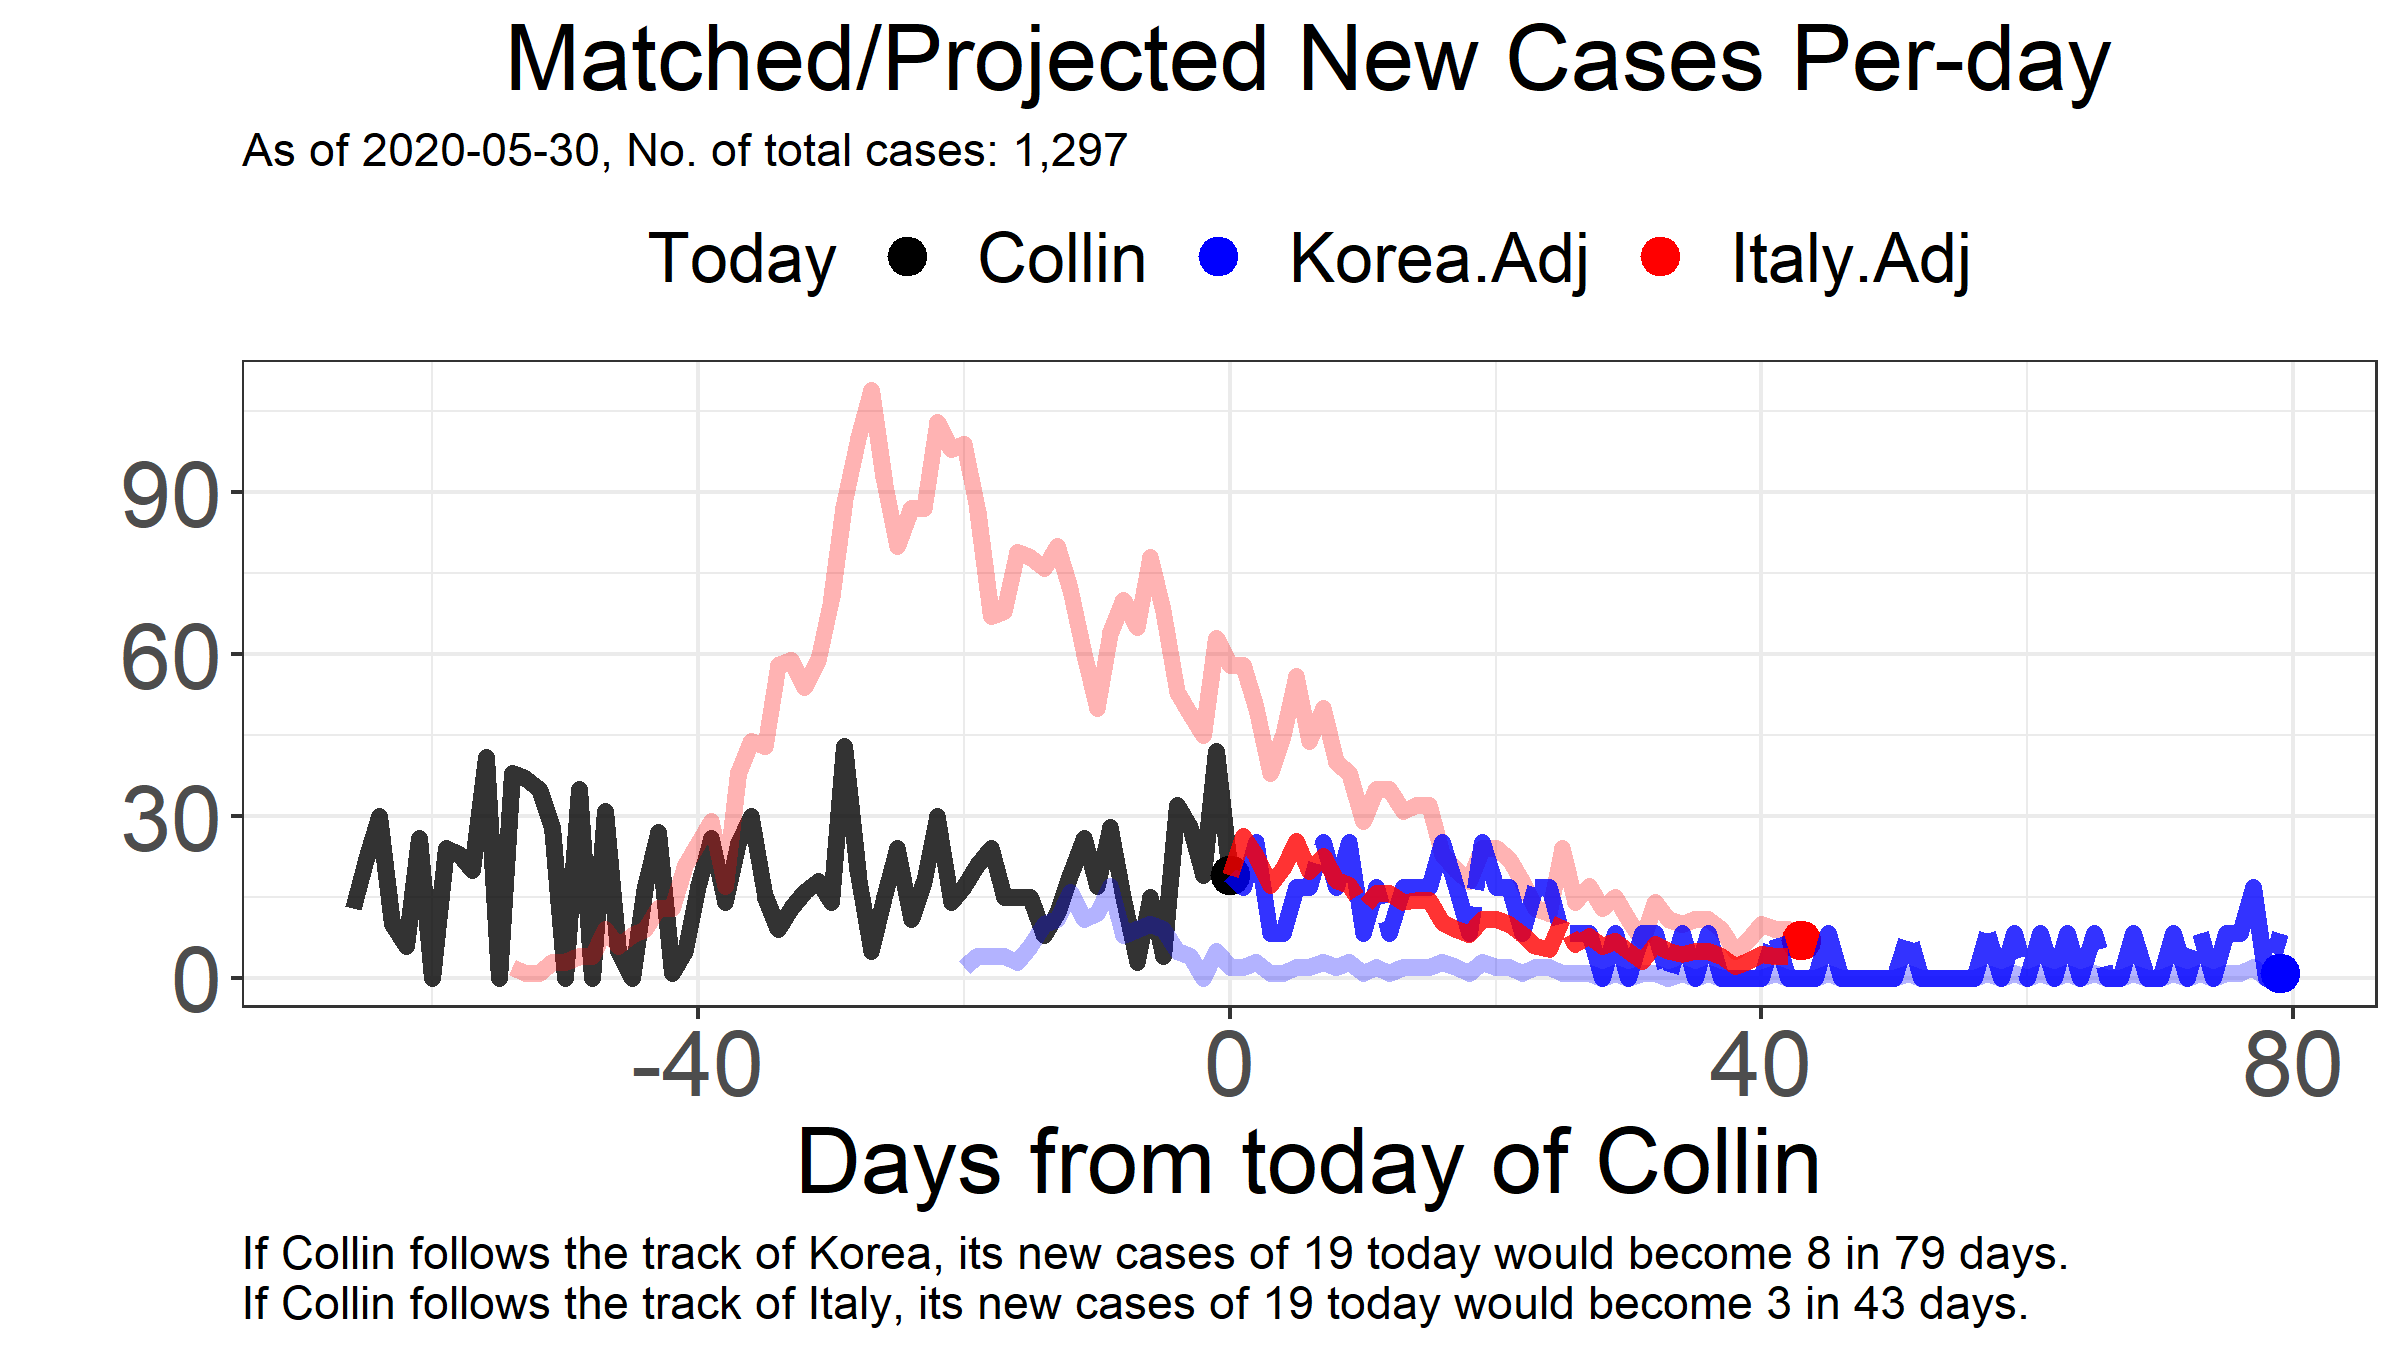 Matched/Projected New Cases Per-day
As of 2020-05-30, No. of total cases: 1,297
Today Collin Korea.Adj Italy.Adj
90
60
30
0
-40 0 40 80
Days from today of Collin
If Collin follows the track of Korea, its new cases of 19 today would become 8 in 79 days.
If Collin follows the track of Italy, its new cases of 19 today would become 3 in 43 days.